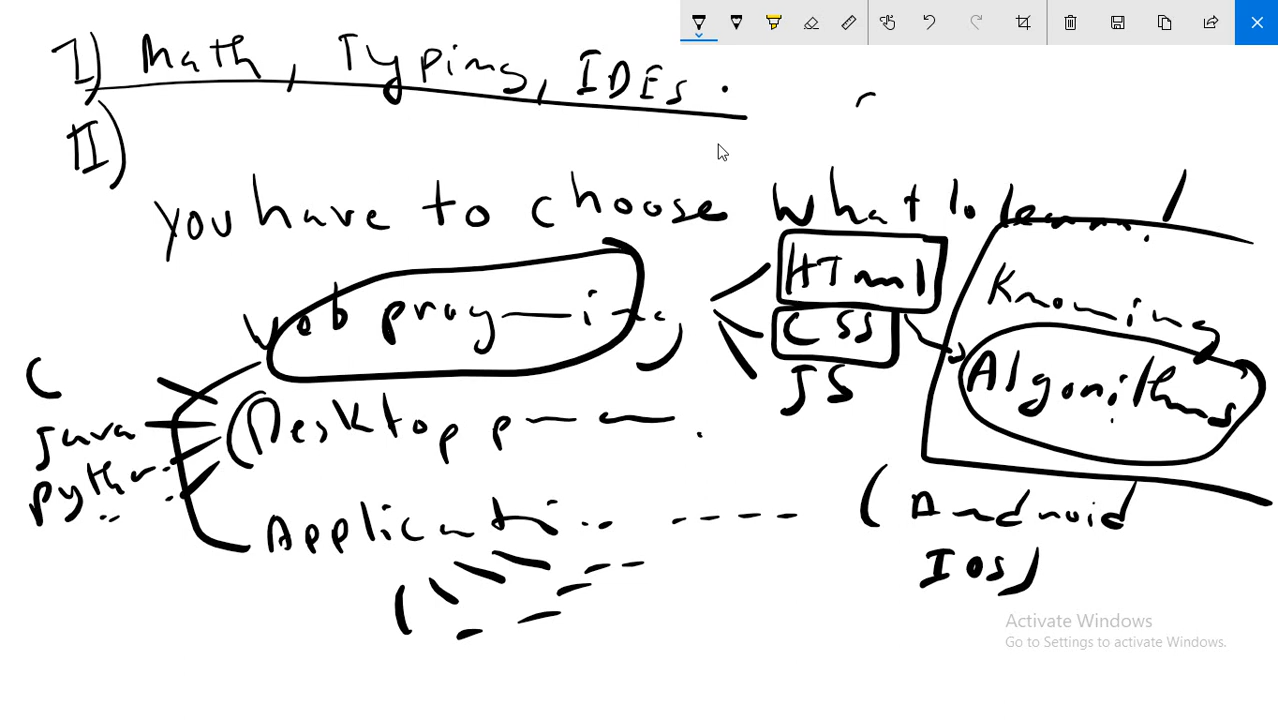 I) Math, Typing, IDEs.
II)
you have to choose what to learn!
web prog—ing
HTml
CSS
JS
Knowing
Algorithms
C
Java
python..
(Desktop p-- —.
Applicati.. ----
(Android
IOS)
Activate Windows
Go to Settings to activate Windows.